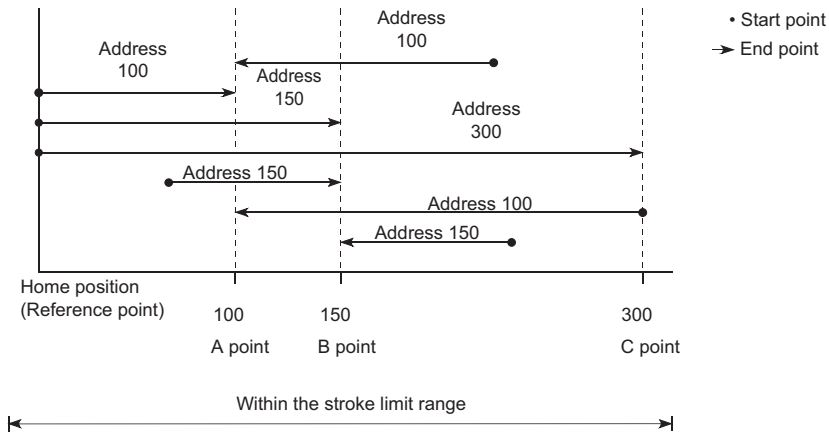 • Start point
End point
Address
100
Address
100
Address
150
Address
300
Address 150
Address 100
Address 150
Home position
(Reference point)
100
150
300
A point
B point
C point
Within the stroke limit range